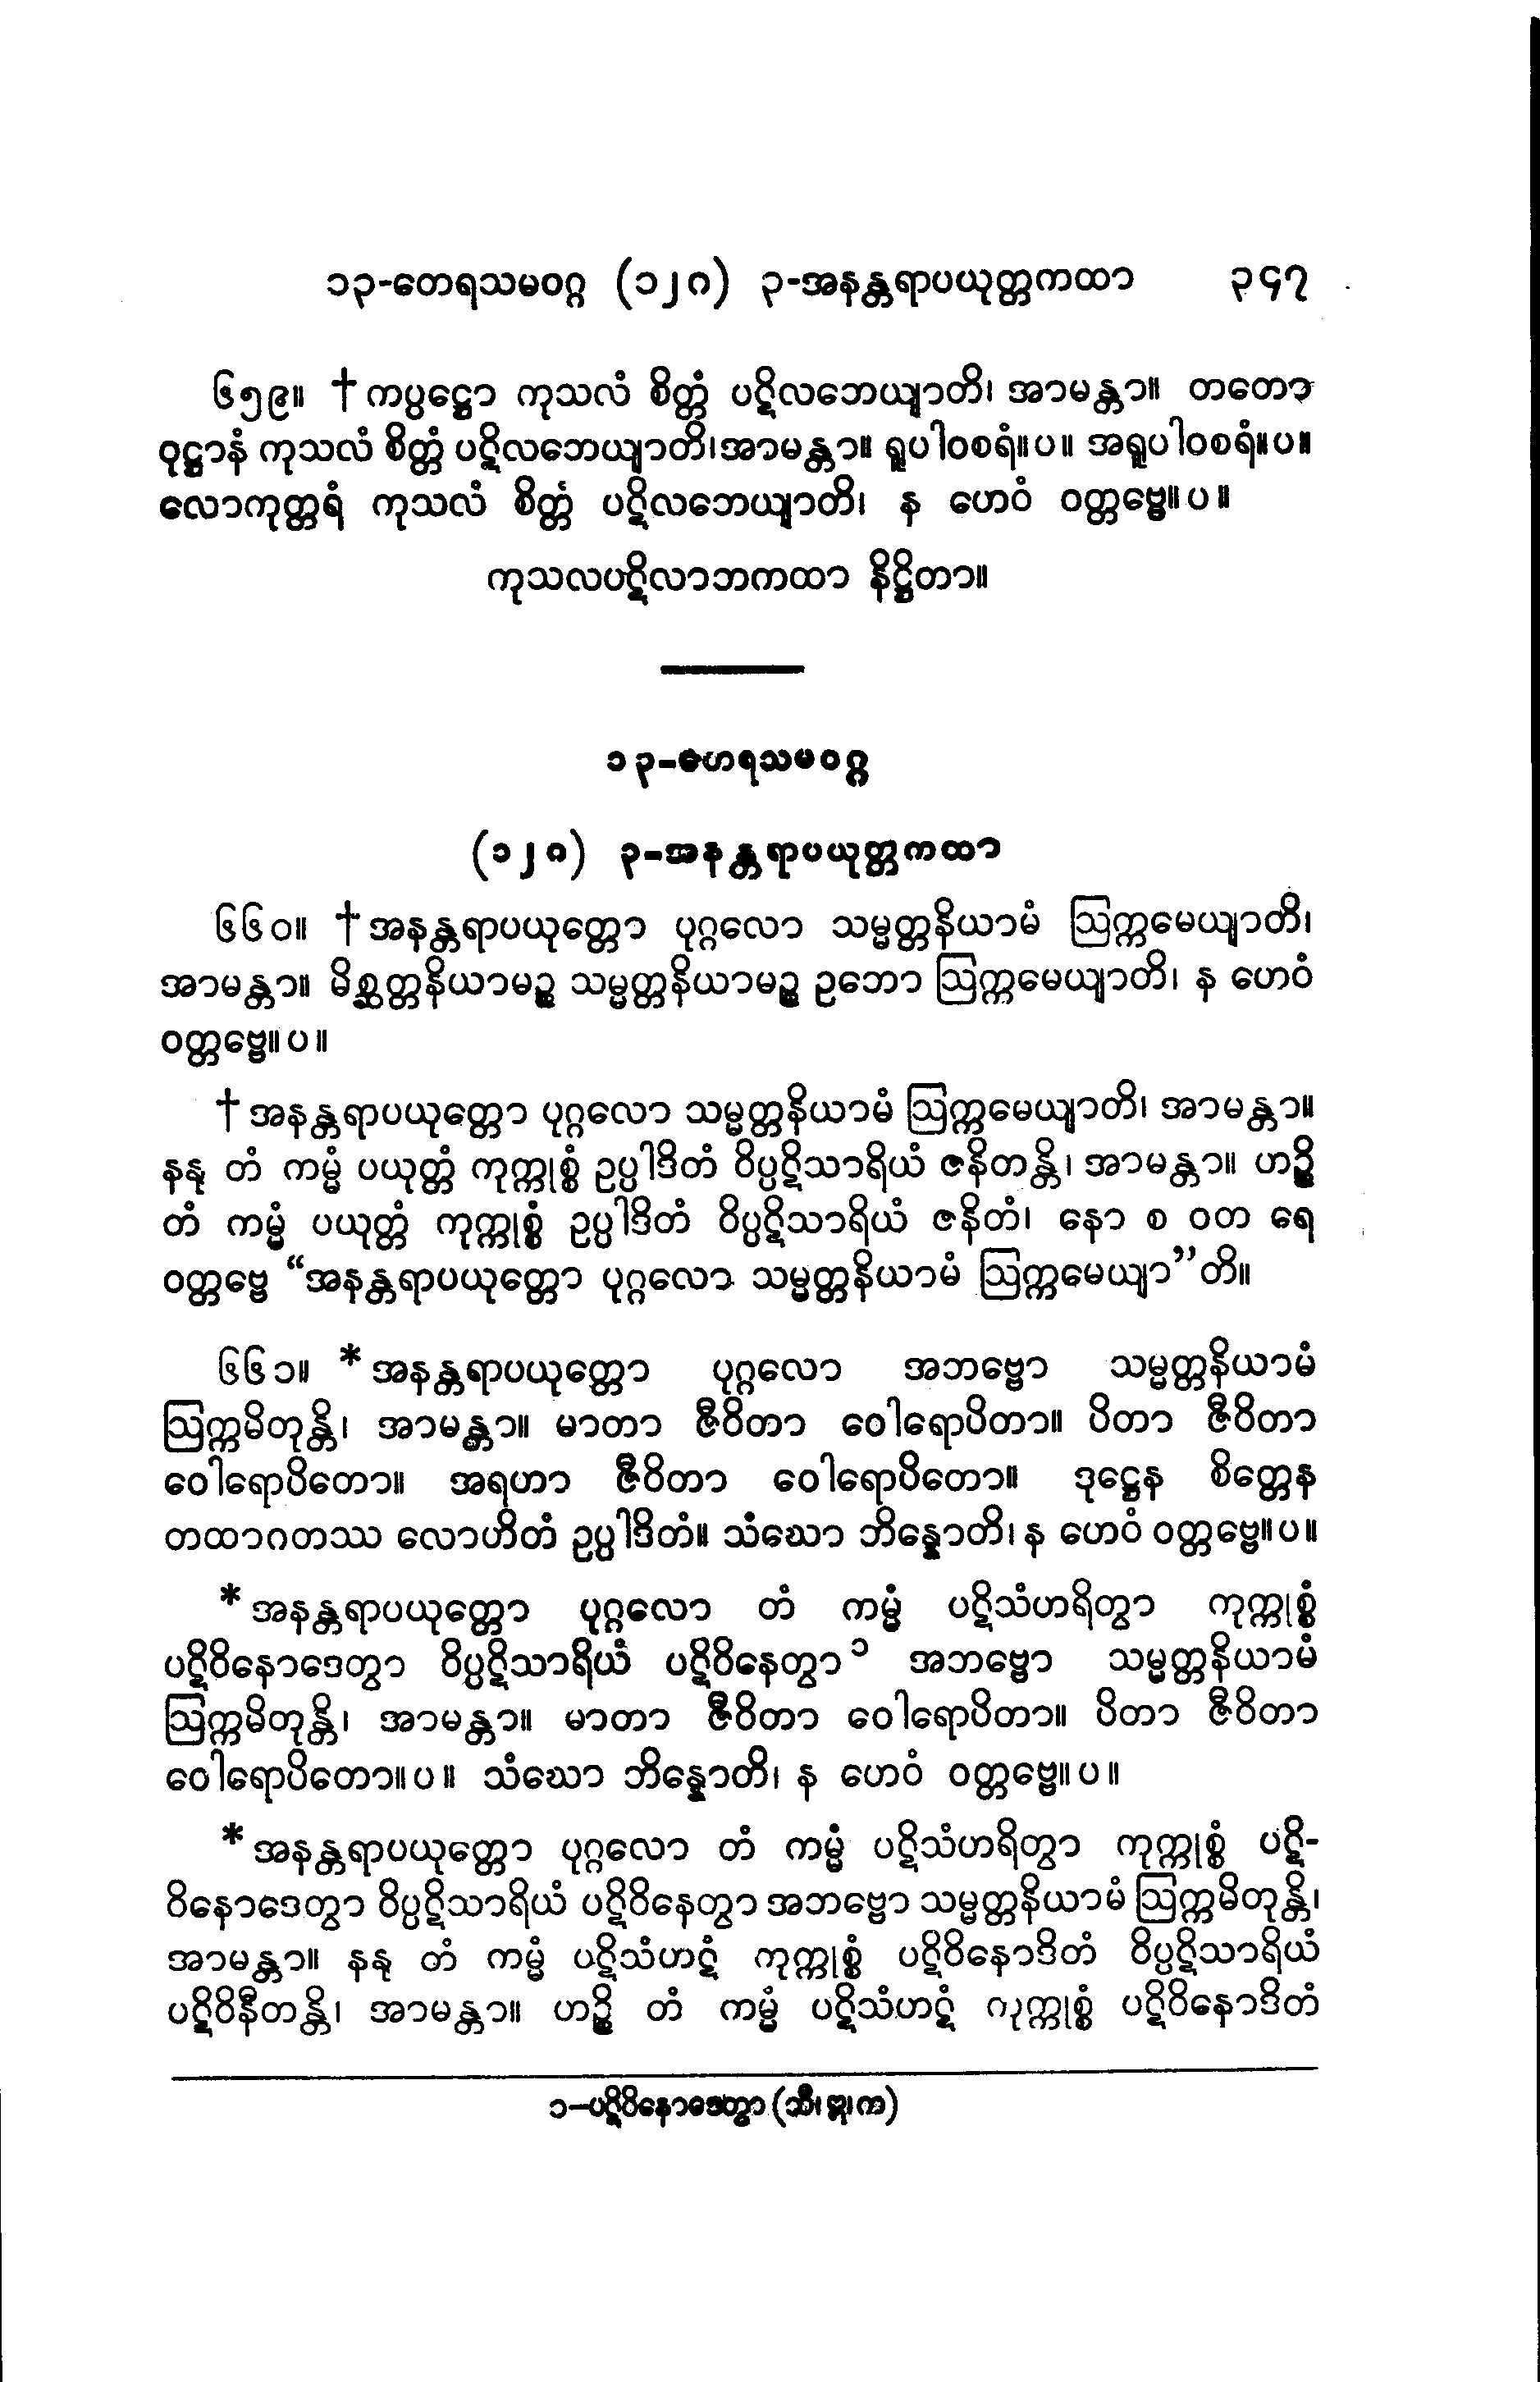 ၁၃-တေရသမဝဂ္ဂ (၁၂၈) ၃-အနန္တရာပယုတ္တကထာ ၃၄၇
၆၅၉။ †ကပ္ပဋ္ဌော ကုသလံ စိတ္တံ ပဋိလဘေယျာတိ၊ အာမန္တာ။ တတော
ဝုဋ္ဌာနံ ကုသလံ စိတ္တံ ပဋိလဘေယျာတိ၊အာမန္တာ။ ရူပါဝစရံ။ပ။ အရူပါဝစရံ။ပ။
လောကုတ္တရံ ကုသလံ စိတ္တံ ပဋိလဘေယျာတိ၊ န ဟေဝံ ဝတ္တဗ္ဗေ။ပ။
ကုသလပဋိလာဘကထာ နိဋ္ဌိတာ။
၁၃-တေရသမဝဂ္ဂ
(၁၂၈) ၃-အနန္တရာပယုတ္တကထာ
၆၆၀။ †အနန္တရာပယုတ္တော ပုဂ္ဂလော သမ္မတ္တနိယာမံ ဩက္ကမေယျာတိ၊
အာမန္တာ။ မိစ္ဆတ္တနိယာမဉ္စ သမ္မတ္တနိယာမဉ္စ ဥဘော ဩက္ကမေယျာတိ၊ န ဟေဝံ
ဝတ္တဗ္ဗေ။ပ။
†အနန္တရာပယုတ္တော ပုဂ္ဂလော သမ္မတ္တနိယာမံ ဩက္ကမေယျာတိ၊ အာမန္တာ။
နနု တံ ကမ္မံ ပယုတ္တံ ကုက္ကုစ္စံ ဥပ္ပါဒိတံ ဝိပ္ပဋိသာရိယံ ဇနိတန္တိ၊ အာမန္တာ။ ဟဉ္စိ
တံ ကမ္မံ ပယုတ္တံ ကုက္ကုစ္စံ ဥပ္ပါဒိတံ ဝိပ္ပဋိသာရိယံ ဇနိတံ၊ နော စ ဝတ ရေ
ဝတ္တဗ္ဗေ “အနန္တရာပယုတ္တော ပုဂ္ဂလော သမ္မတ္တနိယာမံ ဩက္ကမေယျာ”တိ။
၆၆၁။ *အနန္တရာပယုတ္တော ပုဂ္ဂလော အဘဗ္ဗော သမ္မတ္တနိယာမံ
ဩက္ကမိတုန္တိ၊ အာမန္တာ။ မာတာ ဇီဝိတာ ဝေါရောပိတာ။ ပိတာ ဇီဝိတာ
ဝေါရောပိတော။ အရဟာ ဇီဝိတာ ဝေါရောပိတော။ ဒုဋ္ဌေန စိတ္တေန
တထာဂတဿ လောဟိတံ ဥပ္ပါဒိတံ။ သံဃော ဘိန္နောတိ၊ န ဟေဝံ ဝတ္တဗ္ဗေ။ပ။
*အနန္တရာပယုတ္တော ပုဂ္ဂလော တံ ကမ္မံ ပဋိသံဟရိတွာ ကုက္ကုစ္စံ
ပဋိဝိနောဒေတွာ ဝိပ္ပဋိသာရိယံ ပဋိဝိနေတွာ၁ အဘဗ္ဗော သမ္မတ္တနိယာမံ
ဩက္ကမိတုန္တိ၊ အာမန္တာ။ မာတာ ဇီဝိတာ ဝေါရောပိတာ။ ပိတာ ဇီဝိတာ
ဝေါရောပိတော။ပ။ သံဃော ဘိန္နောတိ၊ န ဟေဝံ ဝတ္တဗ္ဗေ။ပ။
*အနန္တရာပယုတ္တော ပုဂ္ဂလော တံ ကမ္မံ ပဋိသံဟရိတွာ ကုက္ကုစ္စံ ပဋိ-
ဝိနောဒေတွာ ဝိပ္ပဋိသာရိယံ ပဋိဝိနေတွာ အဘဗ္ဗော သမ္မတ္တနိယာမံ ဩက္ကမိတုန္တိ၊
အာမန္တာ။ နနု တံ ကမ္မံ ပဋိသံဟဋံ ကုက္ကုစ္စံ ပဋိဝိနောဒိတံ ဝိပ္ပဋိသာရိယံ
ပဋိဝိနီတန္တိ၊ အာမန္တာ။ ဟဉ္စိ တံ ကမ္မံ ပဋိသံဟဋံ ကုက္ကုစ္စံ ပဋိဝိနောဒိတံ
၁–ပဋိဝိနောဒေတွာ (သီ၊ ဗ္ဗူ၊ က)